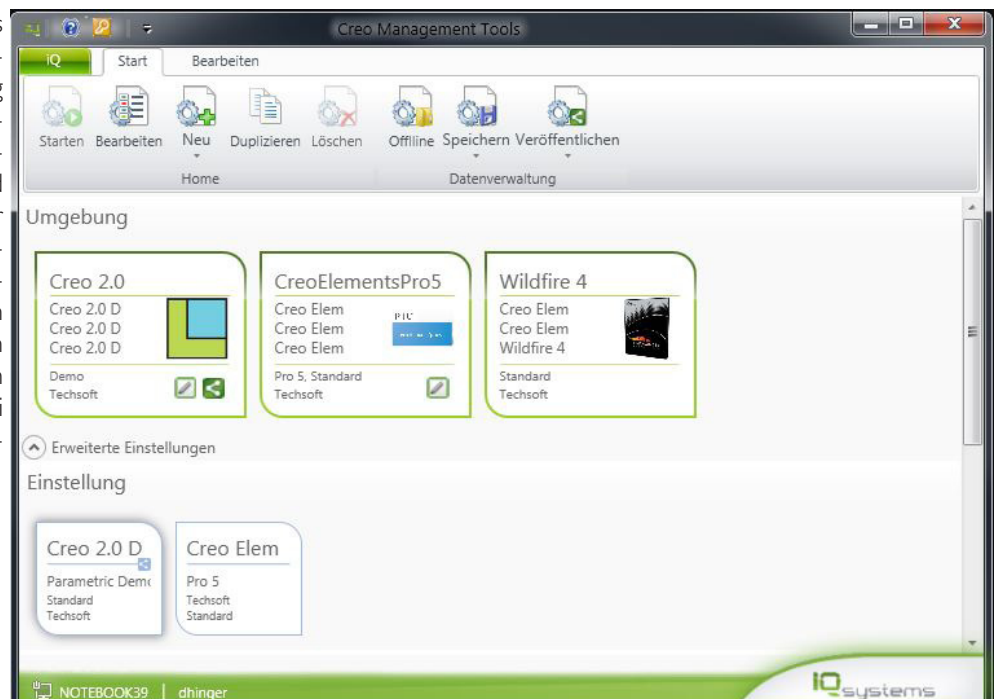 Creo Management Tools
iQ Start Bearbeiten
Starten Bearbeiten Neu Duplizieren Löschen Offlline Speichern Veröffentlichen
Home Datenverwaltung
Umgebung
Creo 2.0
Creo 2.0 D
Creo 2.0 D
Creo 2.0 D
Demo
Techsoft
CreoElementsPro5
Creo Elem
Creo Elem
Creo Elem
PTC
Pro 5, Standard
Techsoft
Wildfire 4
Creo Elem
Creo Elem
Wildfire 4
Standard
Techsoft
Erweiterte Einstellungen
Einstellung
Creo 2.0 D
Parametric Demo
Standard
Techsoft
Creo Elem
Pro 5
Techsoft
Standard
NOTEBOOK39 | dhinger
iQsystems